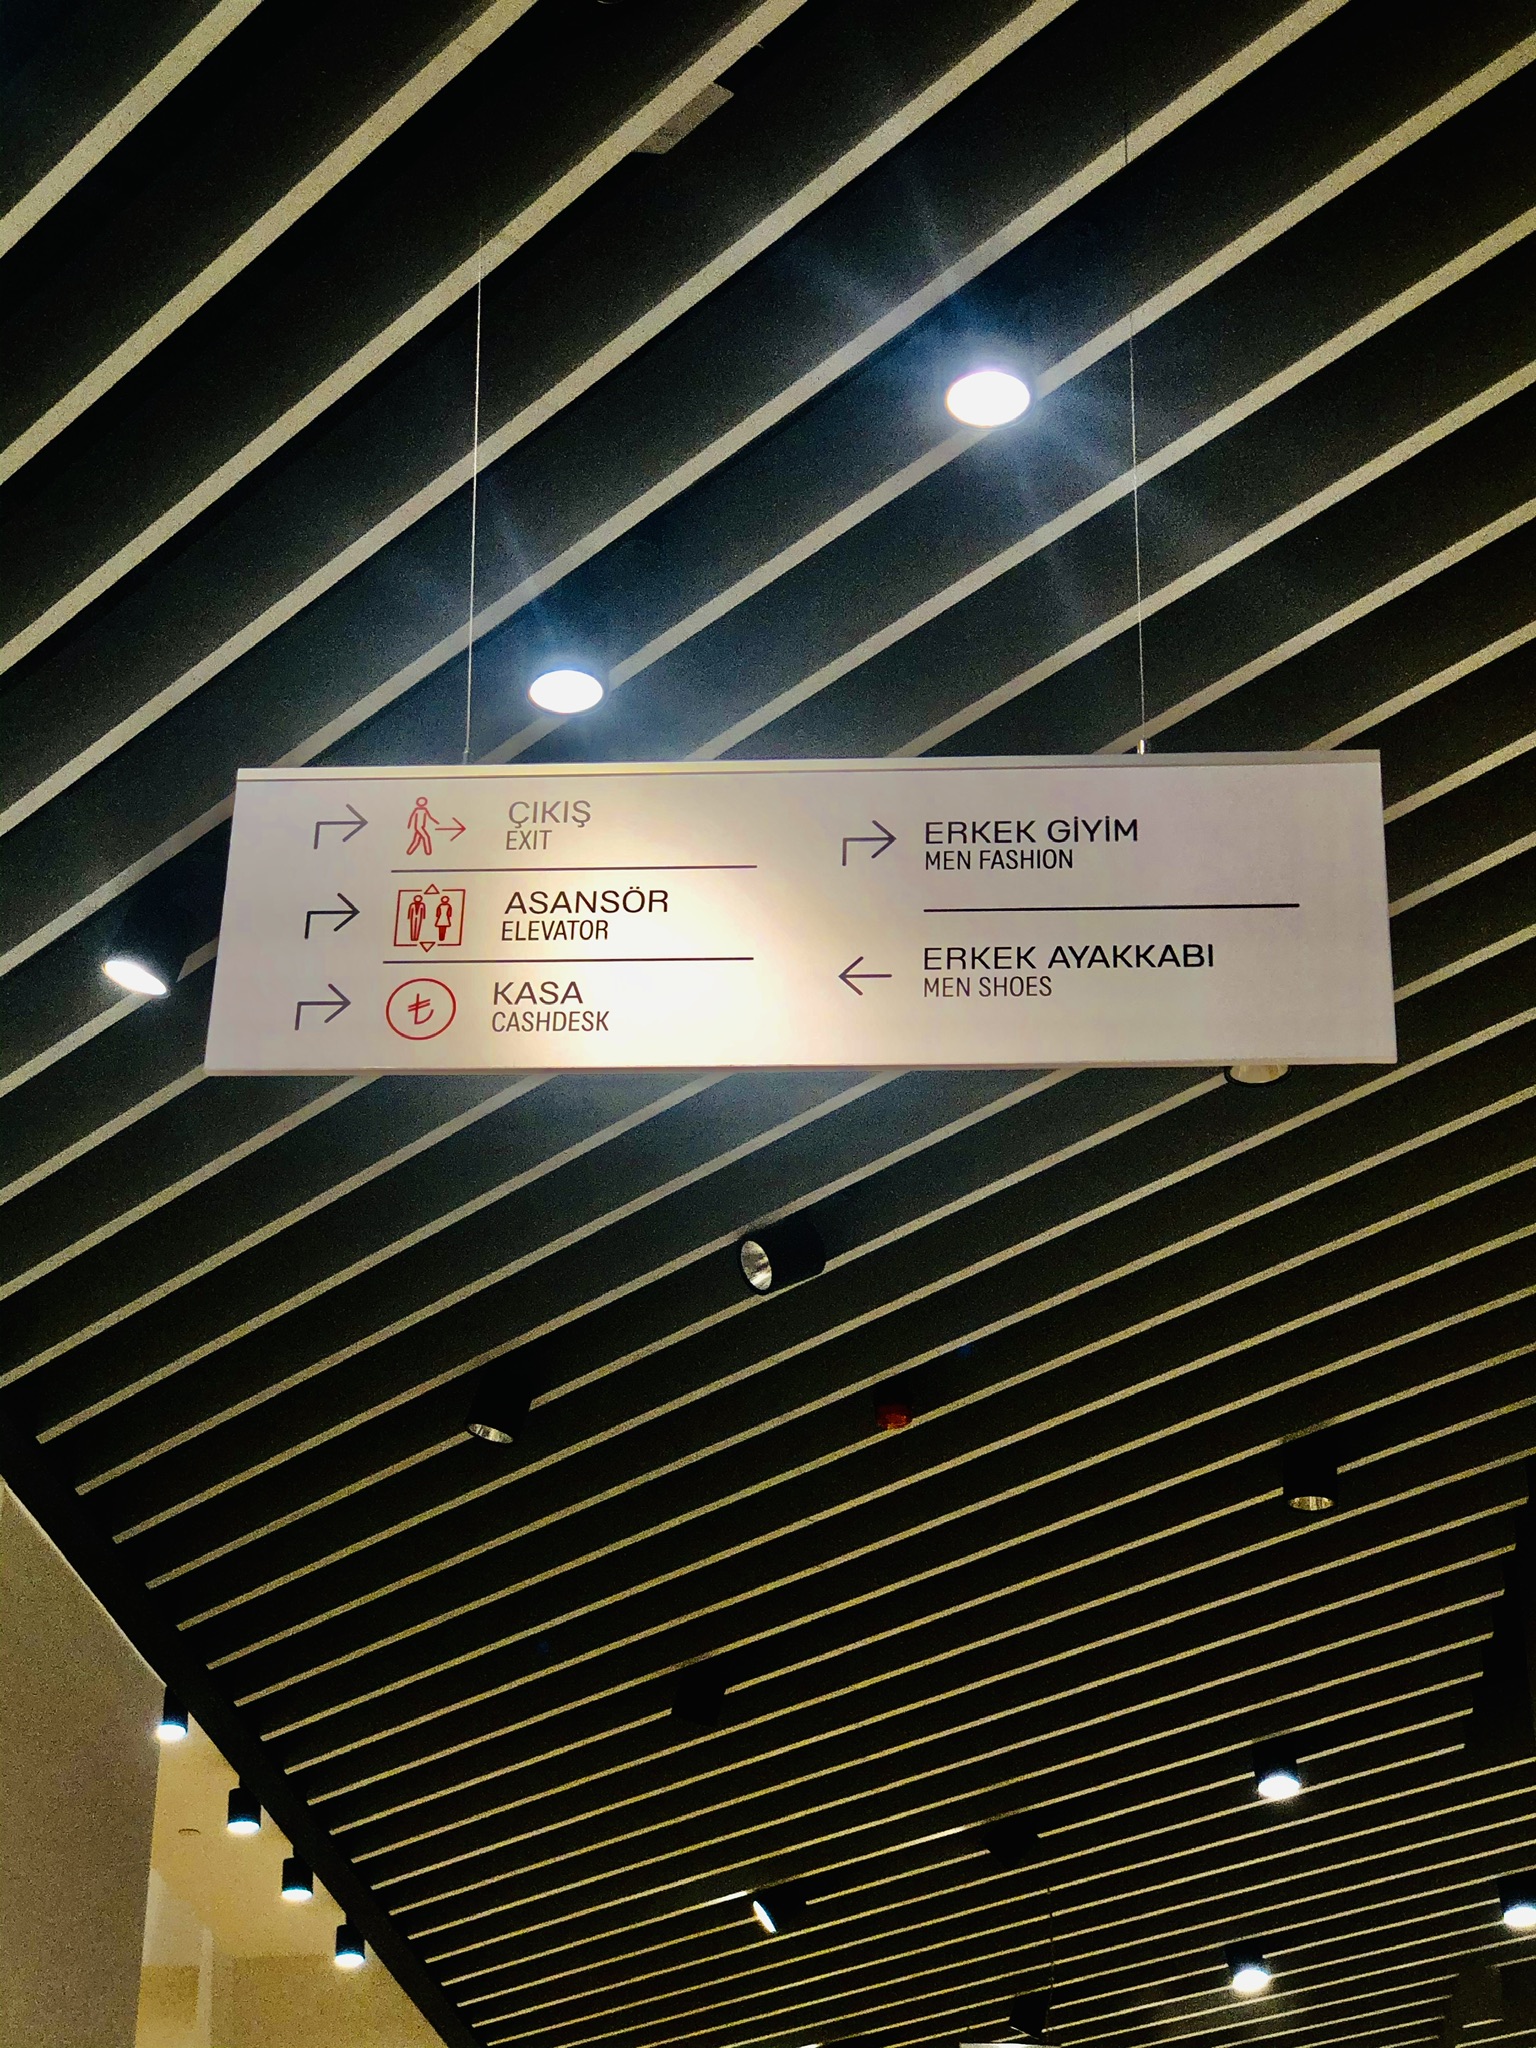 ÇIKIŞ
EXIT
ASANSÖR
ELEVATOR
₺
KASA
CASHDESK
ERKEK GİYİM
MEN FASHION
ERKEK AYAKKABI
MEN SHOES